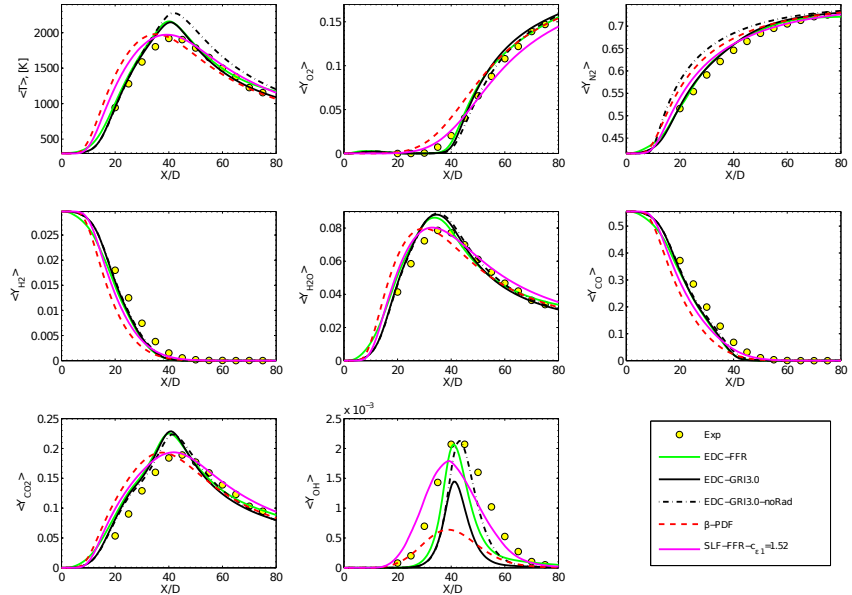 <T>, [K]
2000
1500
1000
500
0 20 40 60 80
X/D
<Y_O2>
0.15
0.1
0.05
0
0 20 40 60 80
X/D
<Y_N2>
0.7
0.65
0.6
0.55
0.5
0.45
0 20 40 60 80
X/D
<Y_H2>
0.025
0.02
0.015
0.01
0.005
0
0 20 40 60 80
X/D
<Y_H2O>
0.08
0.06
0.04
0.02
0
0 20 40 60 80
X/D
<Y_CO>
0.5
0.4
0.3
0.2
0.1
0
0 20 40 60 80
X/D
<Y_CO2>
0.25
0.2
0.15
0.1
0.05
0
0 20 40 60 80
X/D
<Y_OH>
x 10⁻³
2.5
2
1.5
1
0.5
0
0 20 40 60 80
X/D
Exp
EDC−FFR
EDC−GRI3.0
EDC−GRI3.0−noRad
β−PDF
SLF−FFR−c_ε1=1.52